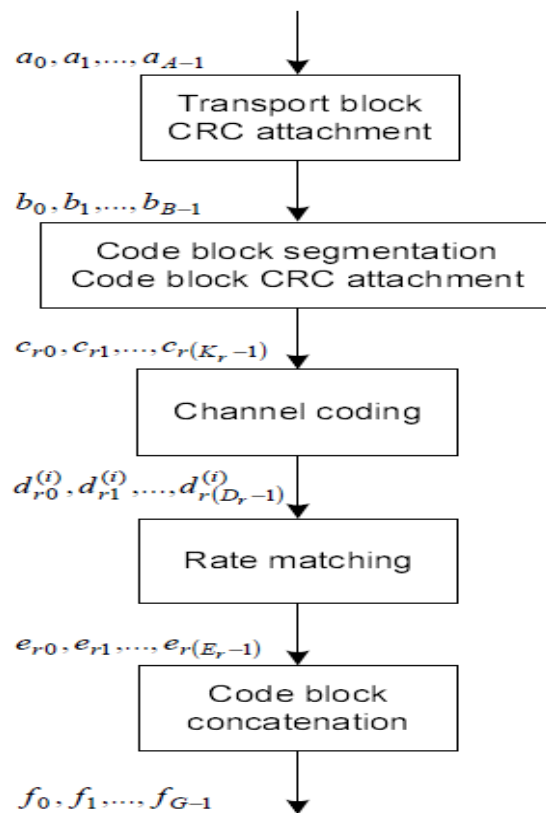 a_0, a_1,..., a_{A-1}
Transport block
CRC attachment
b_0, b_1,..., b_{B-1}
Code block segmentation
Code block CRC attachment
c_{r0}, c_{r1},..., c_{r(K_r-1)}
Channel coding
d_{r0}^{(i)}, d_{r1}^{(i)},..., d_{r(D_r-1)}^{(i)}
Rate matching
e_{r0}, e_{r1},..., e_{r(E_r-1)}
Code block
concatenation
f_0, f_1,..., f_{G-1}